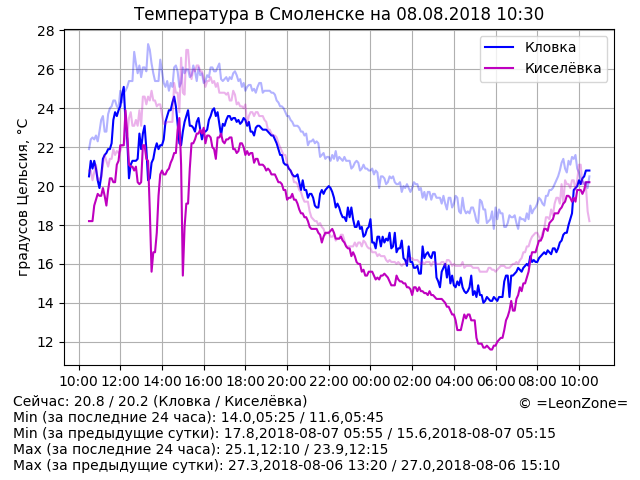 Температура в Смоленске на 08.08.2018 10:30
28
26
24
22
20
18
16
14
12
градусов Цельсия, °C
Кловка
Киселёвка
10:00 12:00 14:00 16:00 18:00 20:00 22:00 00:00 02:00 04:00 06:00 08:00 10:00
Сейчас: 20.8 / 20.2 (Кловка / Киселёвка)
© =LeonZone=
Min (за последние 24 часа): 14.0,05:25 / 11.6,05:45
Min (за предыдущие сутки): 17.8,2018-08-07 05:55 / 15.6,2018-08-07 05:15
Max (за последние 24 часа): 25.1,12:10 / 23.9,12:15
Max (за предыдущие сутки): 27.3,2018-08-06 13:20 / 27.0,2018-08-06 15:10